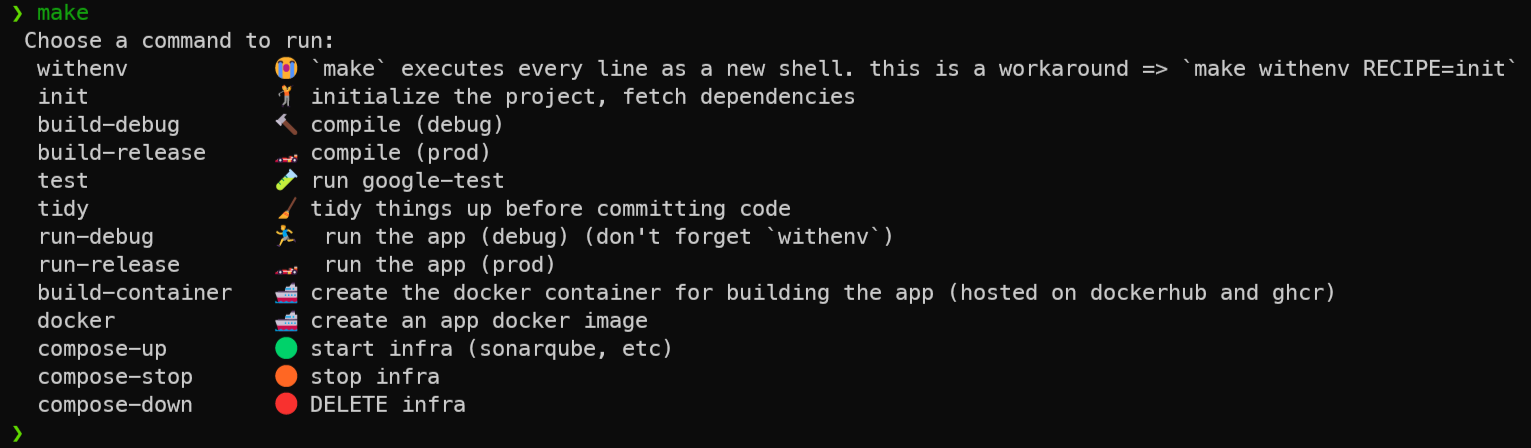 ❯ make
Choose a command to run:
withenv 😭 `make` executes every line as a new shell. this is a workaround => `make withenv RECIPE=init`
init 🏌 initialize the project, fetch dependencies
build-debug 🔨 compile (debug)
build-release 🏎 compile (prod)
test 🧪 run google-test
tidy 🧹 tidy things up before committing code
run-debug 🏃 run the app (debug) (don't forget `withenv`)
run-release 🏎 run the app (prod)
build-container 🚢 create the docker container for building the app (hosted on dockerhub and ghcr)
docker 🚢 create an app docker image
compose-up 🟢 start infra (sonarqube, etc)
compose-stop 🟠 stop infra
compose-down 🔴 DELETE infra
❯